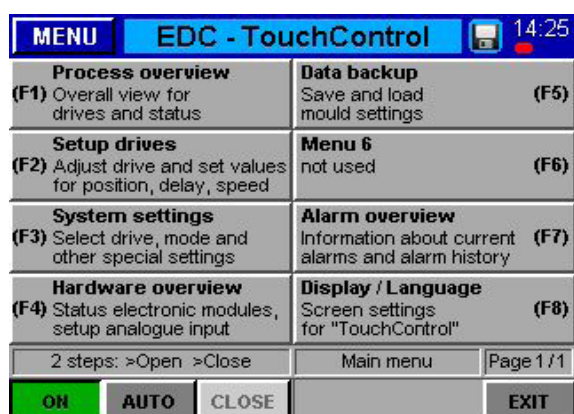 MENU
EDC - TouchControl
14:25
Process overview
(F1) Overall view for
drives and status
Setup drives
(F2) Adjust drive and set values
for position, delay, speed
System settings
(F3) Select drive, mode and
other special settings
Hardware overview
(F4) Status electronic modules,
setup analogue input
Data backup
Save and load (F5)
mould settings
Menu 6
not used (F6)
Alarm overview
Information about current (F7)
alarms and alarm history
Display / Language
Screen settings (F8)
for "TouchControl"
2 steps: >Open >Close
Main menu
Page 1/1
ON
AUTO
CLOSE
EXIT